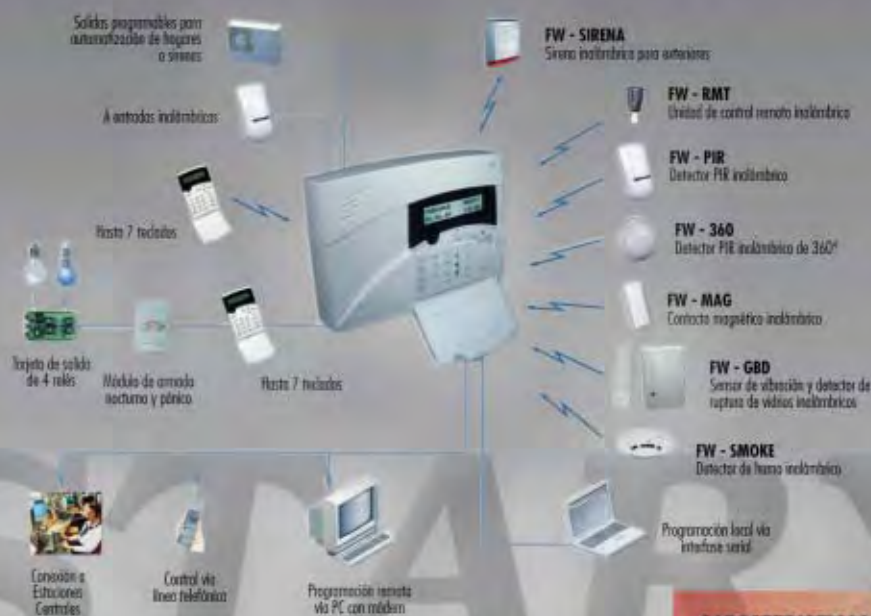 Salidas programables para
automatización de hogares
o sirenas
FW - SIRENA
Sirena inalámbrica para exteriores
A entradas inalámbricas
FW - RMT
Unidad de control remoto inalámbrico
FW - PIR
Detector PIR inalámbrico
Hasta 7 teclados
FW - 360
Detector PIR inalámbrico de 360º
FW - MAG
Contacto magnético inalámbrico
Tarjeta de salida
de 4 relés
Módulo de armado
nocturno y pánico
Hasta 7 teclados
FW - GBD
Sensor de vibración y detector de
ruptura de vidrios inalámbricos
FW - SMOKE
Detector de humo inalámbrico
START
Conexión a
Estaciones
Centrales
Control vía
línea telefónica
Programación remota
vía PC con módem
Programación local vía
interfase serial